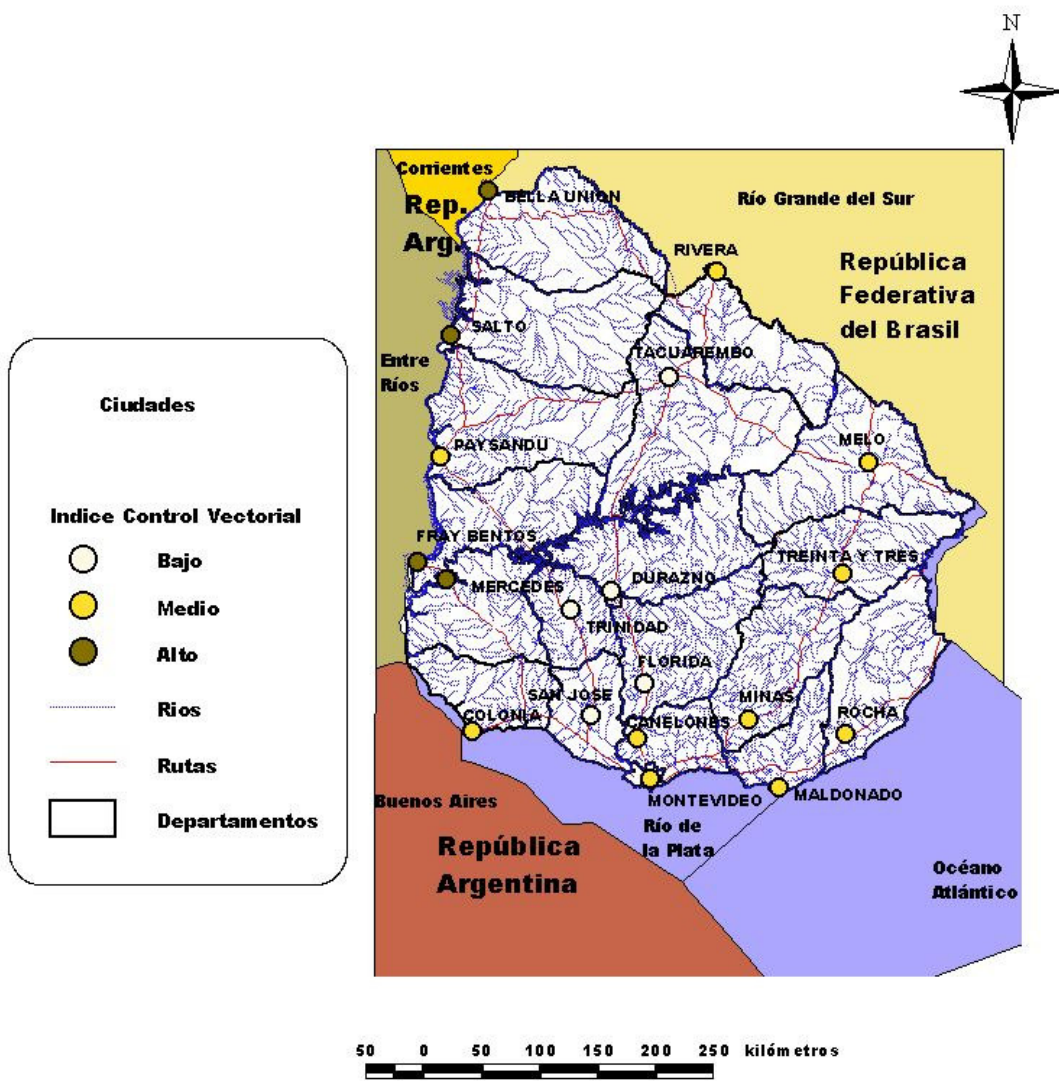 N
Corrientes
Rep.
Arg.
BELLA UNION
Río Grande del Sur
RIVERA
República
Federativa
del Brasil
SALTO
Entre
Ríos
TACUAREMBO
PAYSANDU
MELO
FRAY BENTOS
MERCEDES
DURAZNO
TREINTA Y TRES
TRINIDAD
FLORIDA
SAN JOSE
MINAS
COLONIA
CANELONES
ROCHA
MONTEVIDEO
MALDONADO
Buenos Aires
Río de
la Plata
República
Argentina
Océano
Atlántico
Ciudades
Indice Control Vectorial
Bajo
Medio
Alto
Rios
Rutas
Departamentos
50 0 50 100 150 200 250 kilómetros